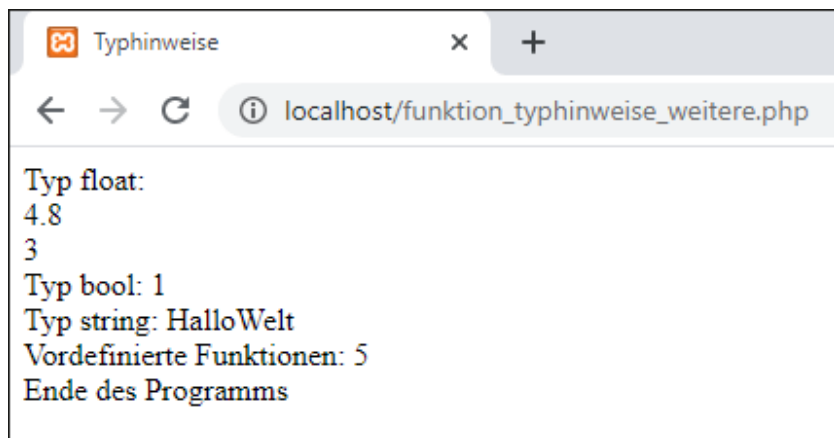 Typhinweise
localhost/funktion_typhinweise_weitere.php
Typ float:
4.8
3
Typ bool: 1
Typ string: HalloWelt
Vordefinierte Funktionen: 5
Ende des Programms